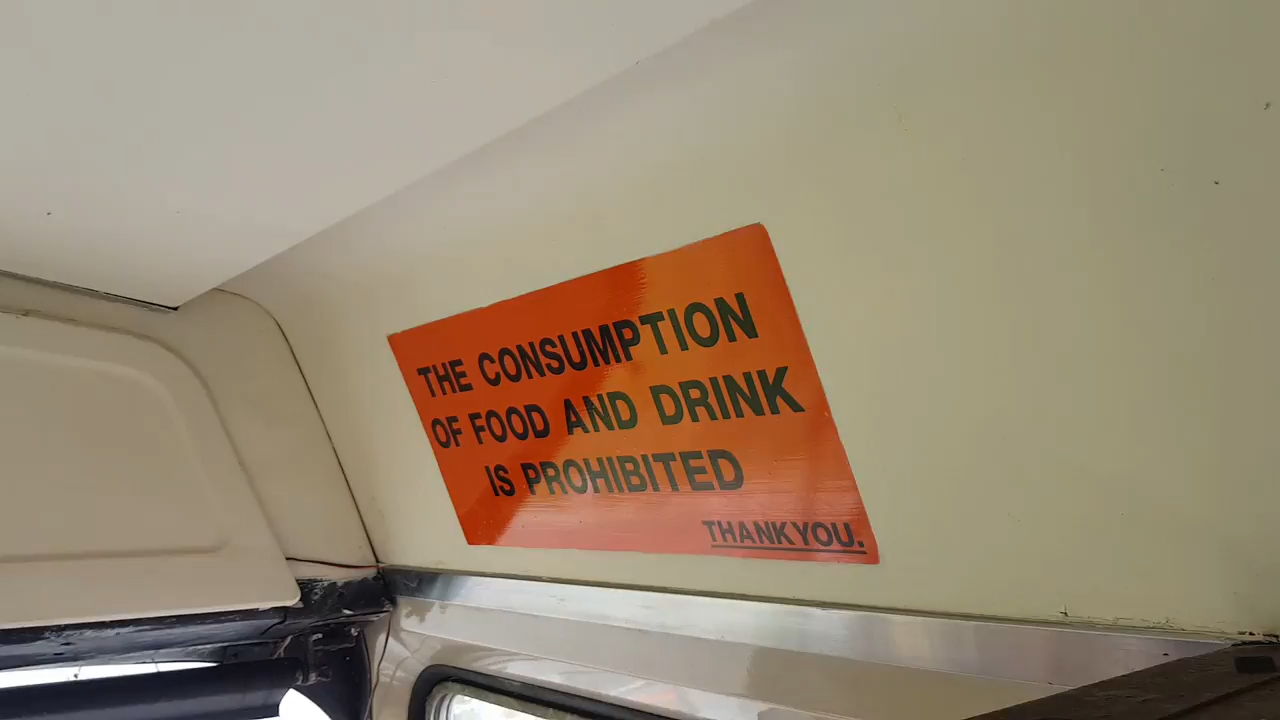 THE CONSUMPTION
OF FOOD AND DRINK
IS PROHIBITED
THANK YOU.